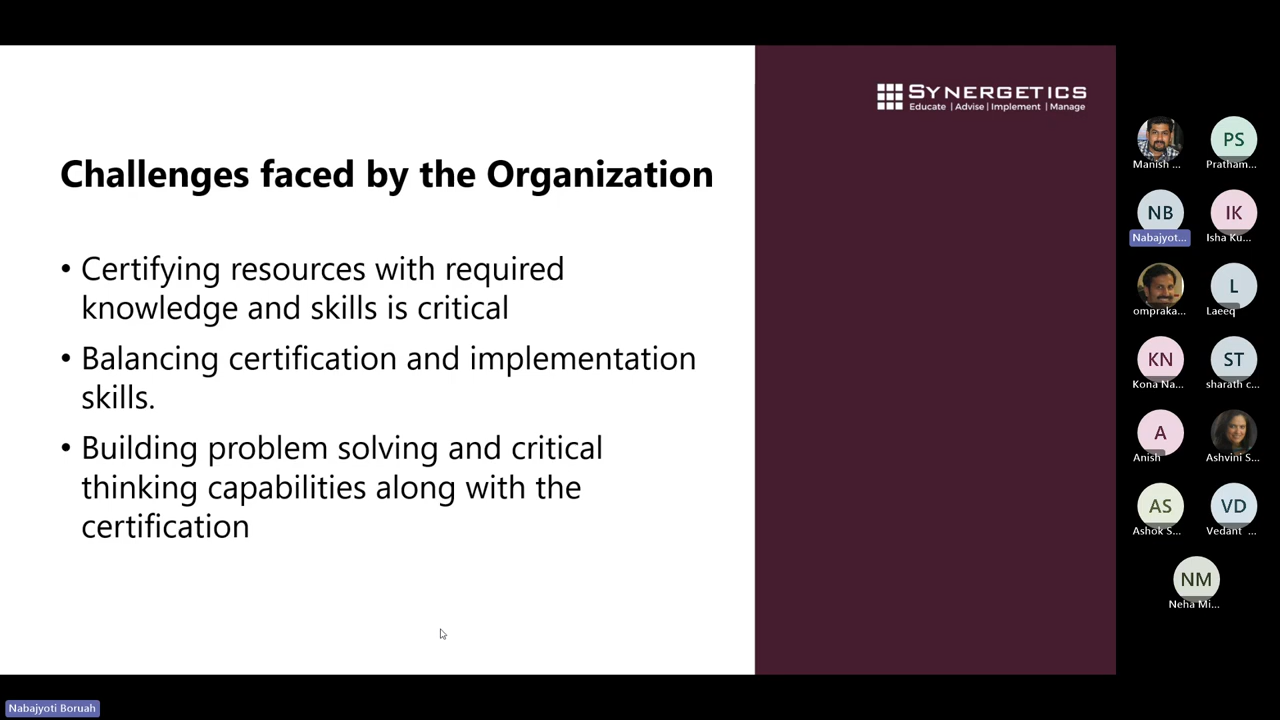 SYNERGETICS
Educate | Advise | Implement | Manage
Challenges faced by the Organization
• Certifying resources with required
knowledge and skills is critical
• Balancing certification and implementation
skills.
• Building problem solving and critical
thinking capabilities along with the
certification
Manish ...
PS
Pratham...
NB
Nabajyot...
IK
Isha Ku...
ompraka...
L
Laeeq
KN
Kona Na...
ST
sharath c...
A
Anish
Ashvini S...
AS
Ashok S...
VD
Vedant ...
NM
Neha Mi...
Nabajyoti Boruah